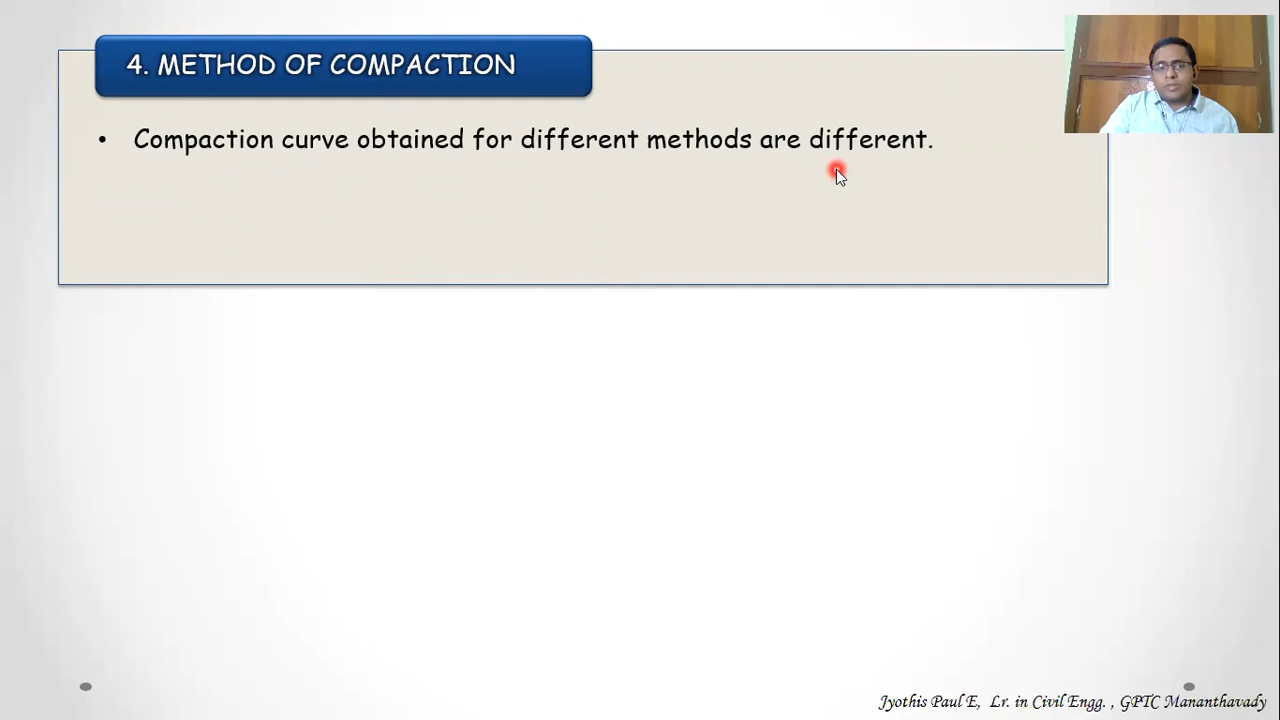 4. METHOD OF COMPACTION
• Compaction curve obtained for different methods are different.
Jyothis Paul E, Lr. in Civil Engg. , GPTC Mananthavady